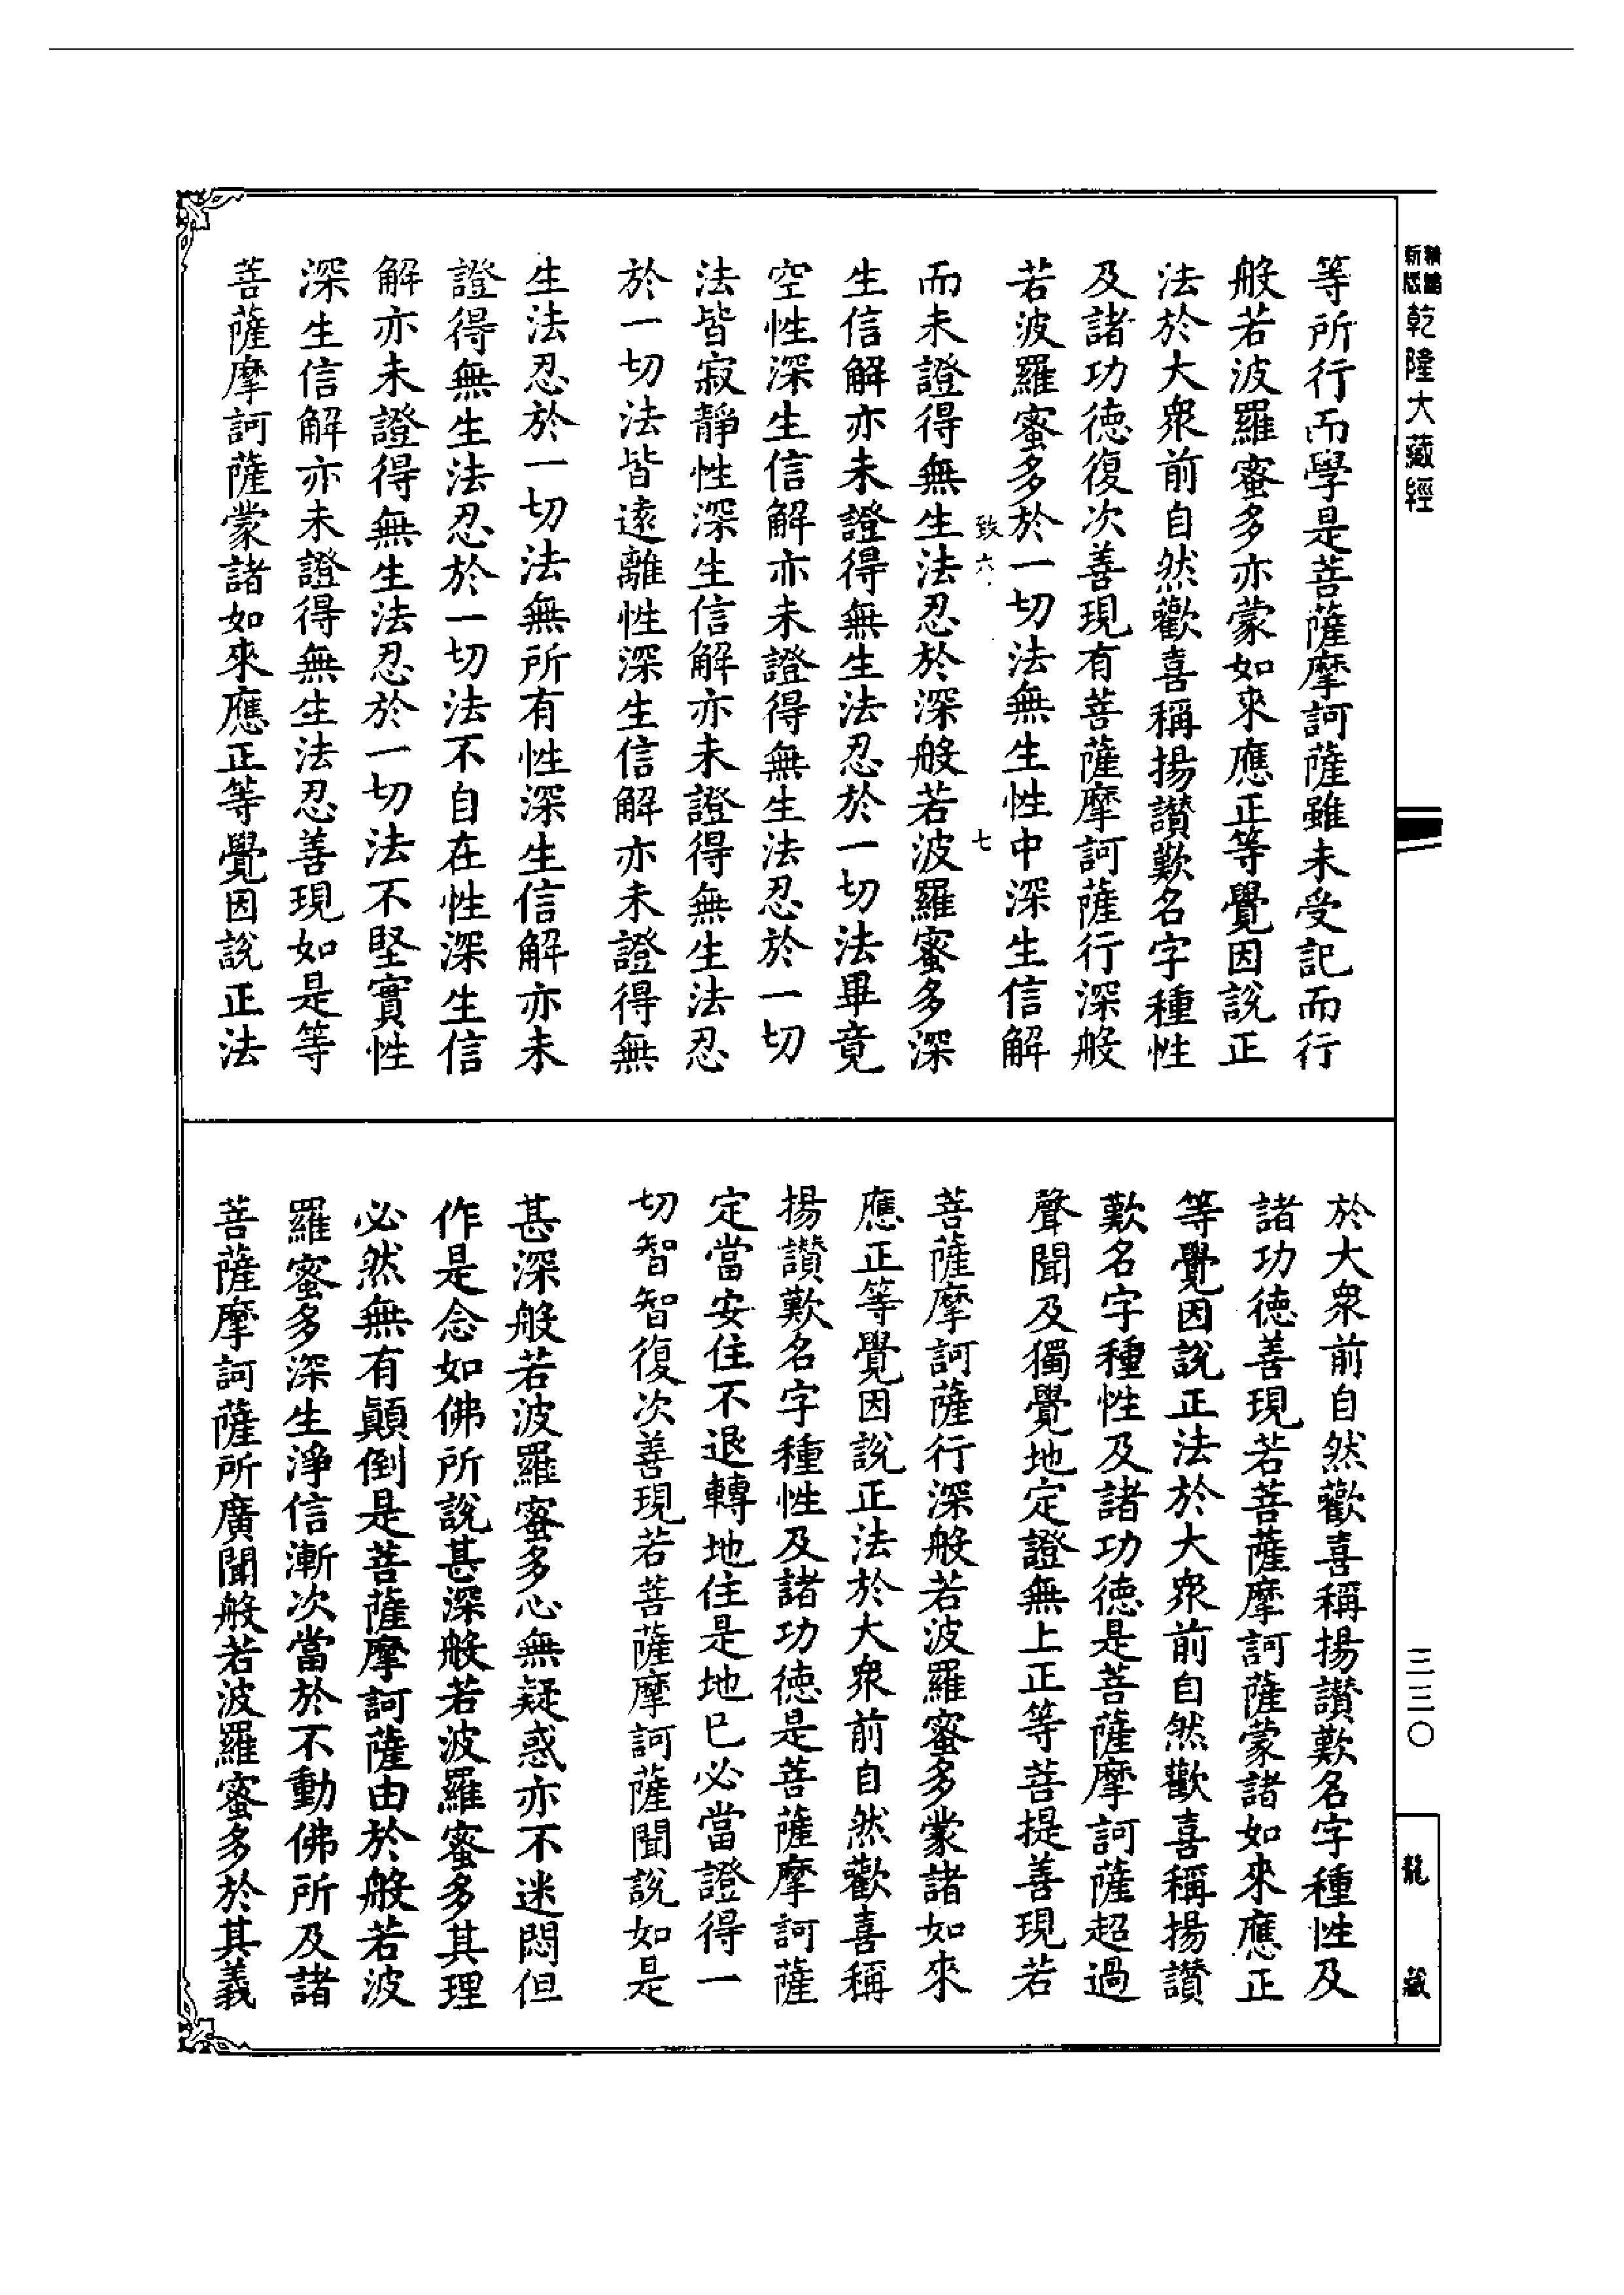 新版
精編
乾隆大藏經
等所行而學是菩薩摩訶薩雖未受記而行
般若波羅蜜多亦蒙如來應正等覺因說正
法於大衆前自然歡喜稱揚讚歎名字種性
及諸功德復次善現有菩薩摩訶薩行深般
若波羅蜜多於一切法無生性中深生信解
致六
七
而未證得無生法忍於深般若波羅蜜多深
生信解亦未證得無生法忍於一切法畢竟
空性深生信解亦未證得無生法忍於一切
法皆寂靜性深生信解亦未證得無生法忍
於一切法皆遠離性深生信解亦未證得無
生法忍於一切法無所有性深生信解亦未
證得無生法忍於一切法不自在性深生信
解亦未證得無生法忍於一切法不堅實性
深生信解亦未證得無生法忍善現如是等
菩薩摩訶薩蒙諸如來應正等覺因說正法
於大衆前自然歡喜稱揚讚歎名字種性及
諸功德善現若菩薩摩訶薩蒙諸如來應正
等覺因說正法於大衆前自然歡喜稱揚讚
歎名字種性及諸功德是菩薩摩訶薩超過
聲聞及獨覺地定證無上正等菩提善現若
菩薩摩訶薩行深般若波羅蜜多蒙諸如來
應正等覺因說正法於大衆前自然歡喜稱
揚讚歎名字種性及諸功德是菩薩摩訶薩
定當安住不退轉地住是地已必當證得一
切智智復次善現若菩薩摩訶薩聞說如是
甚深般若波羅蜜多心無疑惑亦不迷悶但
作是念如佛所說甚深般若波羅蜜多其理
必然無有顛倒是菩薩摩訶薩由於般若波
羅蜜多深生淨信漸次當於不動佛所及諸
菩薩摩訶薩所廣聞般若波羅蜜多於其義
三三〇
龍藏